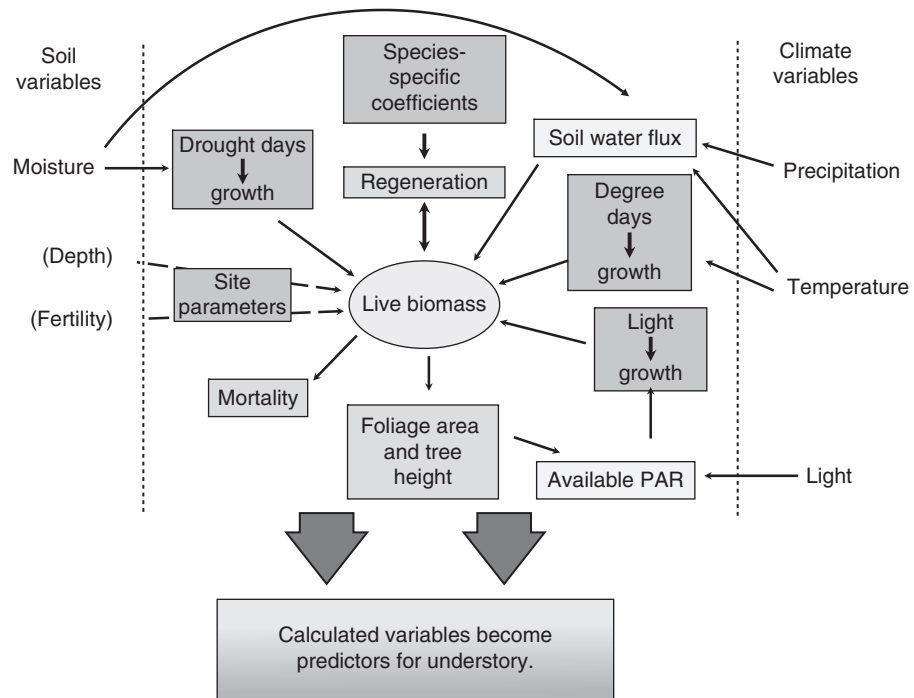 Soil
variables
Species-
specific
coefficients
Climate
variables
Moisture
Drought days
growth
Regeneration
Soil water flux
Precipitation
Degree
days
growth
(Depth)
Site
parameters
Live biomass
Temperature
(Fertility)
Light
growth
Mortality
Foliage area
and tree
height
Available PAR
Light
Calculated variables become
predictors for understory.